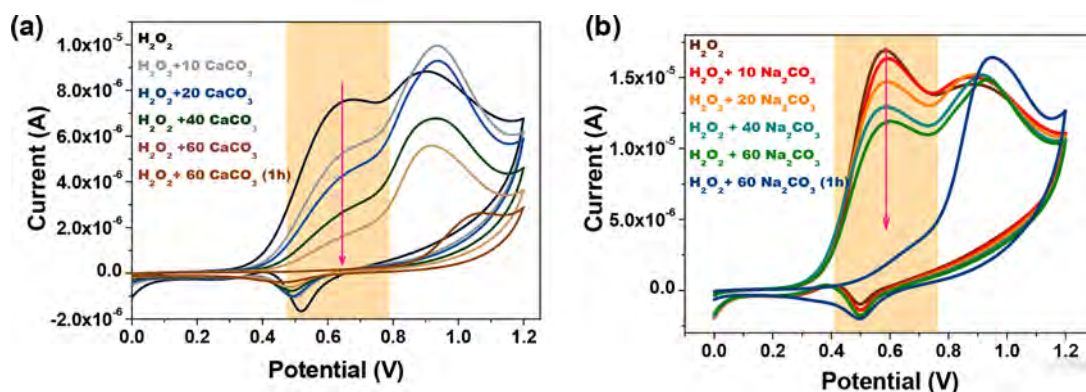 (a)
H₂O₂
H₂O₂+10 CaCO₃
H₂O₂+20 CaCO₃
H₂O₂+40 CaCO₃
H₂O₂ +60 CaCO₃
H₂O₂+ 60 CaCO₃ (1h)
Current (A)
1.0x10⁻⁵
8.0x10⁻⁶
6.0x10⁻⁶
4.0x10⁻⁶
2.0x10⁻⁶
0.0
-2.0x10⁻⁶
0.0 0.2 0.4 0.6 0.8 1.0 1.2
Potential (V)
(b)
H₂O₂
H₂O₂+ 10 Na₂CO₃
H₂O₂ + 20 Na₂CO₃
H₂O₂ + 40 Na₂CO₃
H₂O₂ + 60 Na₂CO₃
H₂O₂ + 60 Na₂CO₃ (1h)
Current (A)
1.5x10⁻⁵
1.0x10⁻⁵
5.0x10⁻⁶
0.0
0.0 0.2 0.4 0.6 0.8 1.0 1.2
Potential (V)